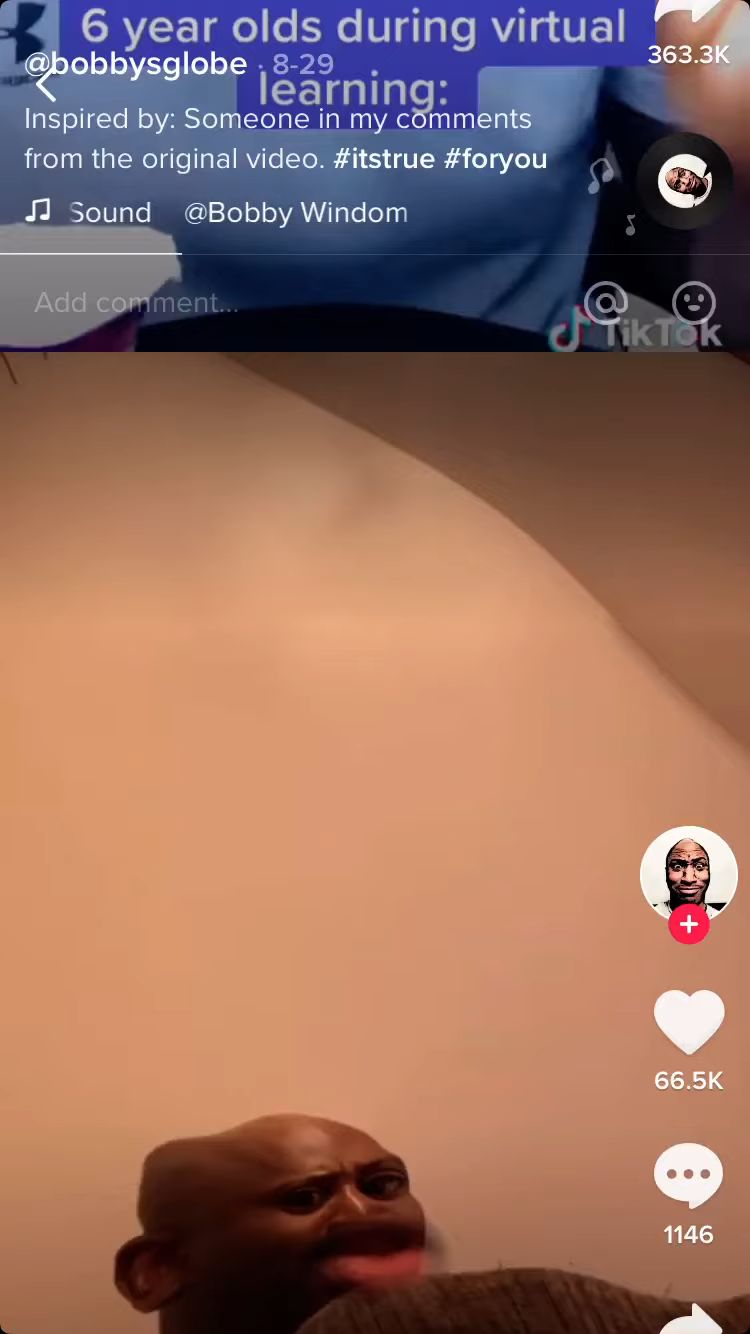 6 year olds during virtual
learning:
363.3K
@bobbysglobe · 8-29
Inspired by: Someone in my comments
from the original video. #itstrue #foryou
Sound @Bobby Windom
Add comment...
TikTok
66.5K
1146